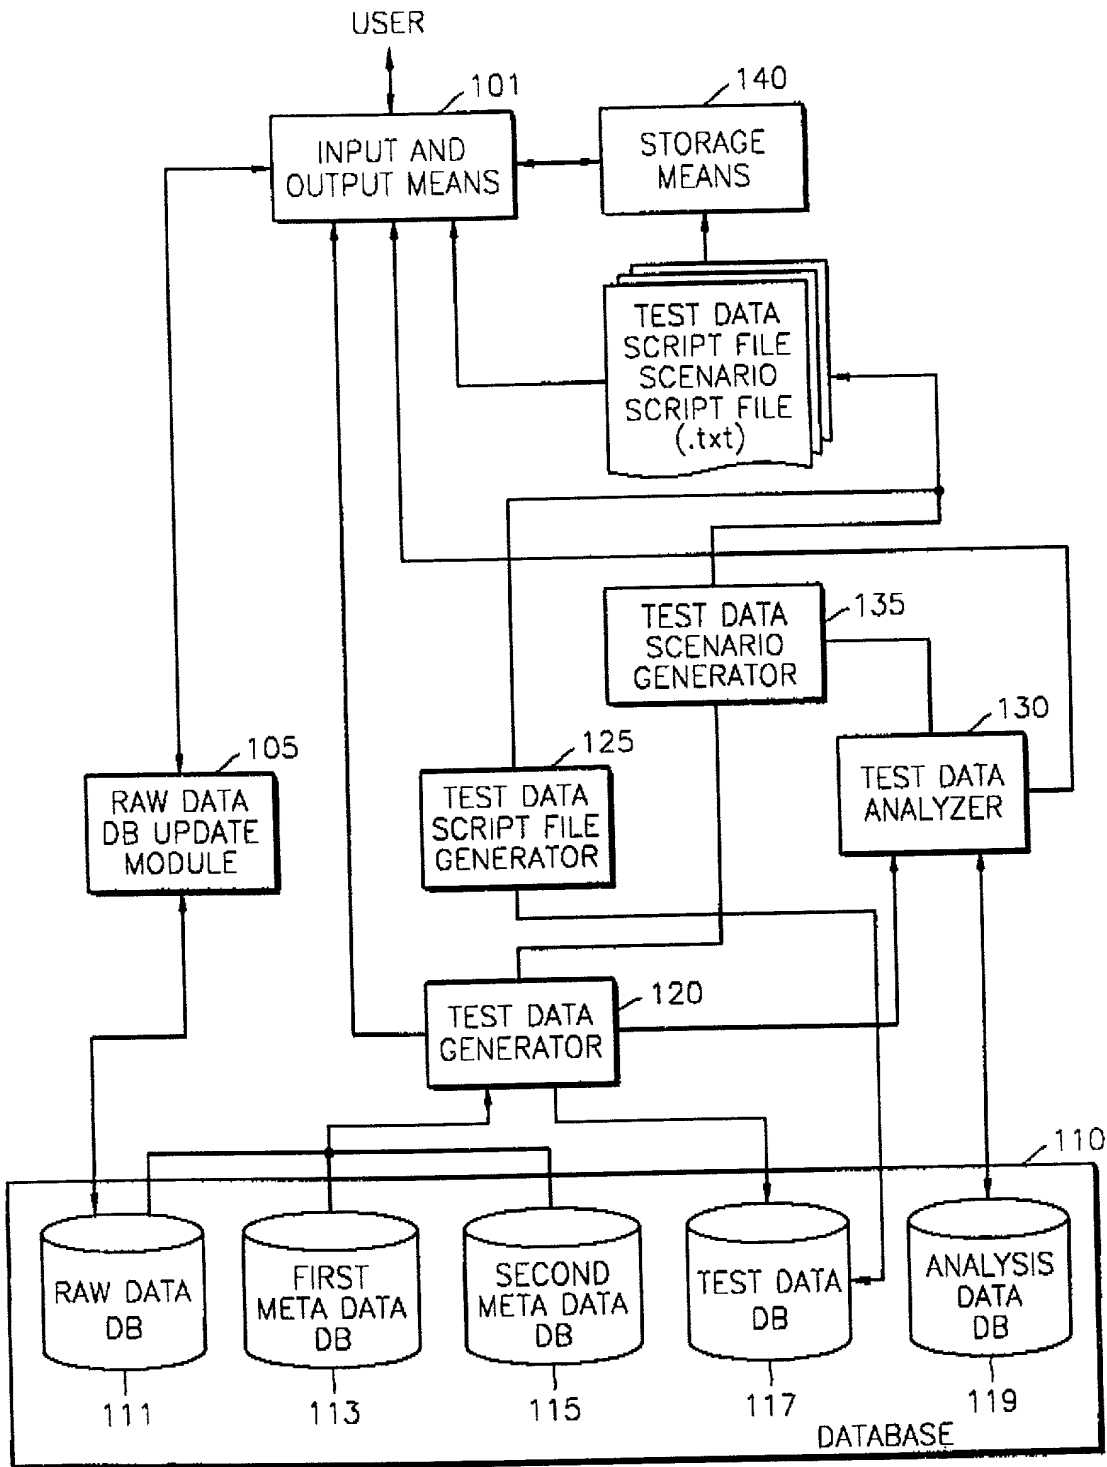 USER
101
INPUT AND
OUTPUT MEANS
140
STORAGE
MEANS
TEST DATA
SCRIPT FILE
SCENARIO
SCRIPT FILE
(.txt)
135
TEST DATA
SCENARIO
GENERATOR
130
TEST DATA
ANALYZER
105
RAW DATA
DB UPDATE
MODULE
125
TEST DATA
SCRIPT FILE
GENERATOR
120
TEST DATA
GENERATOR
110
RAW DATA
DB
FIRST
META DATA
DB
SECOND
META DATA
DB
TEST DATA
DB
ANALYSIS
DATA
DB
111
113
115
117
119
DATABASE